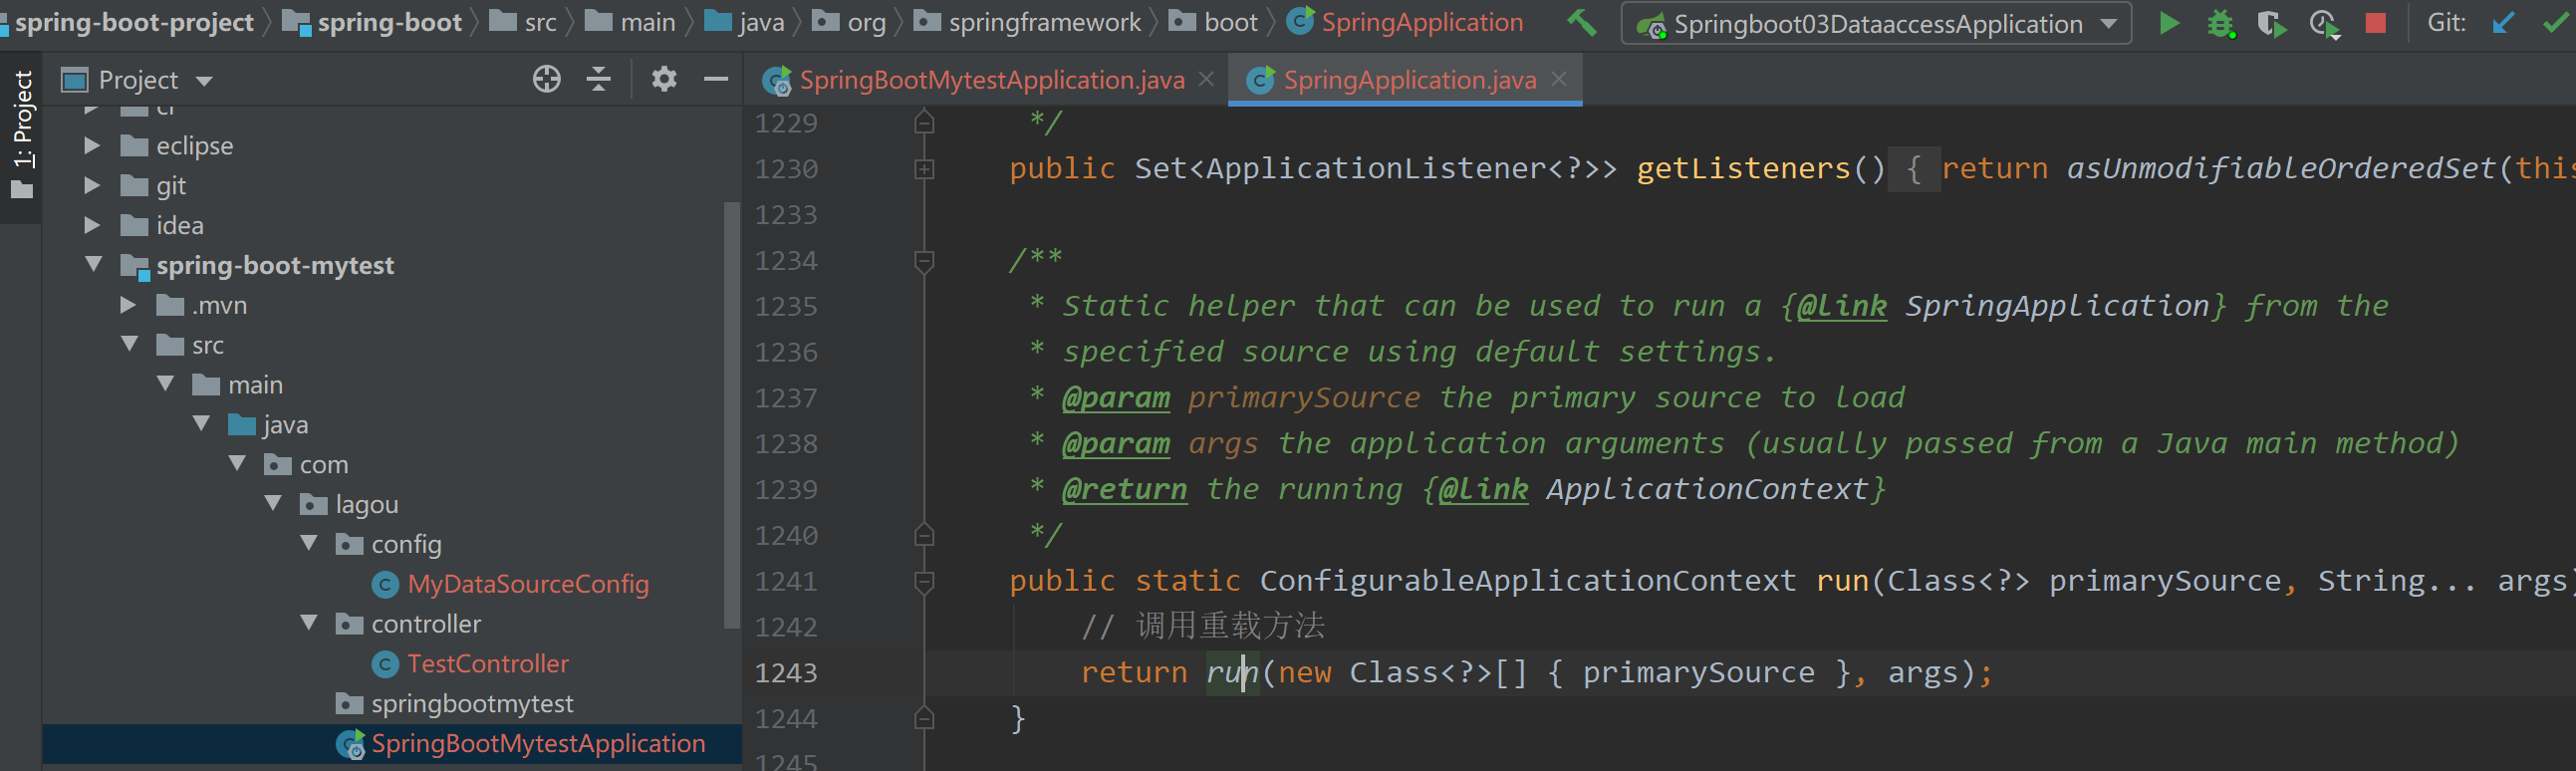 spring-boot-project spring-boot src main java org springframework boot SpringApplication Springboot03DataaccessApplication Git:
1: Project
Project
eclipse
git
idea
spring-boot-mytest
.mvn
src
main
java
com
lagou
config
MyDataSourceConfig
controller
TestController
springbootmytest
SpringBootMytestApplication
SpringBootMytestApplication.java SpringApplication.java
1229 */
1230 public Set<ApplicationListener<?>> getListeners() { return asUnmodifiableOrderedSet(this
1233
1234 /**
1235 * Static helper that can be used to run a {@link SpringApplication} from the
1236 * specified source using default settings.
1237 * @param primarySource the primary source to load
1238 * @param args the application arguments (usually passed from a Java main method)
1239 * @return the running {@link ApplicationContext}
1240 */
1241 public static ConfigurableApplicationContext run(Class<?> primarySource, String... args)
1242 // 调用重载方法
1243 return run(new Class<?>[] { primarySource }, args);
1244 }
1245